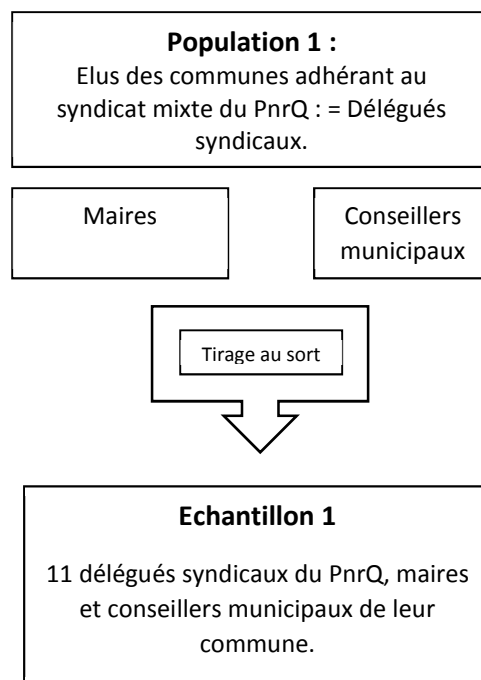 Population 1 :
Elus des communes adhérant au
syndicat mixte du PnrQ : = Délégués
syndicaux.
Maires
Conseillers
municipaux
Tirage au sort
Echantillon 1
11 délégués syndicaux du PnrQ, maires
et conseillers municipaux de leur
commune.